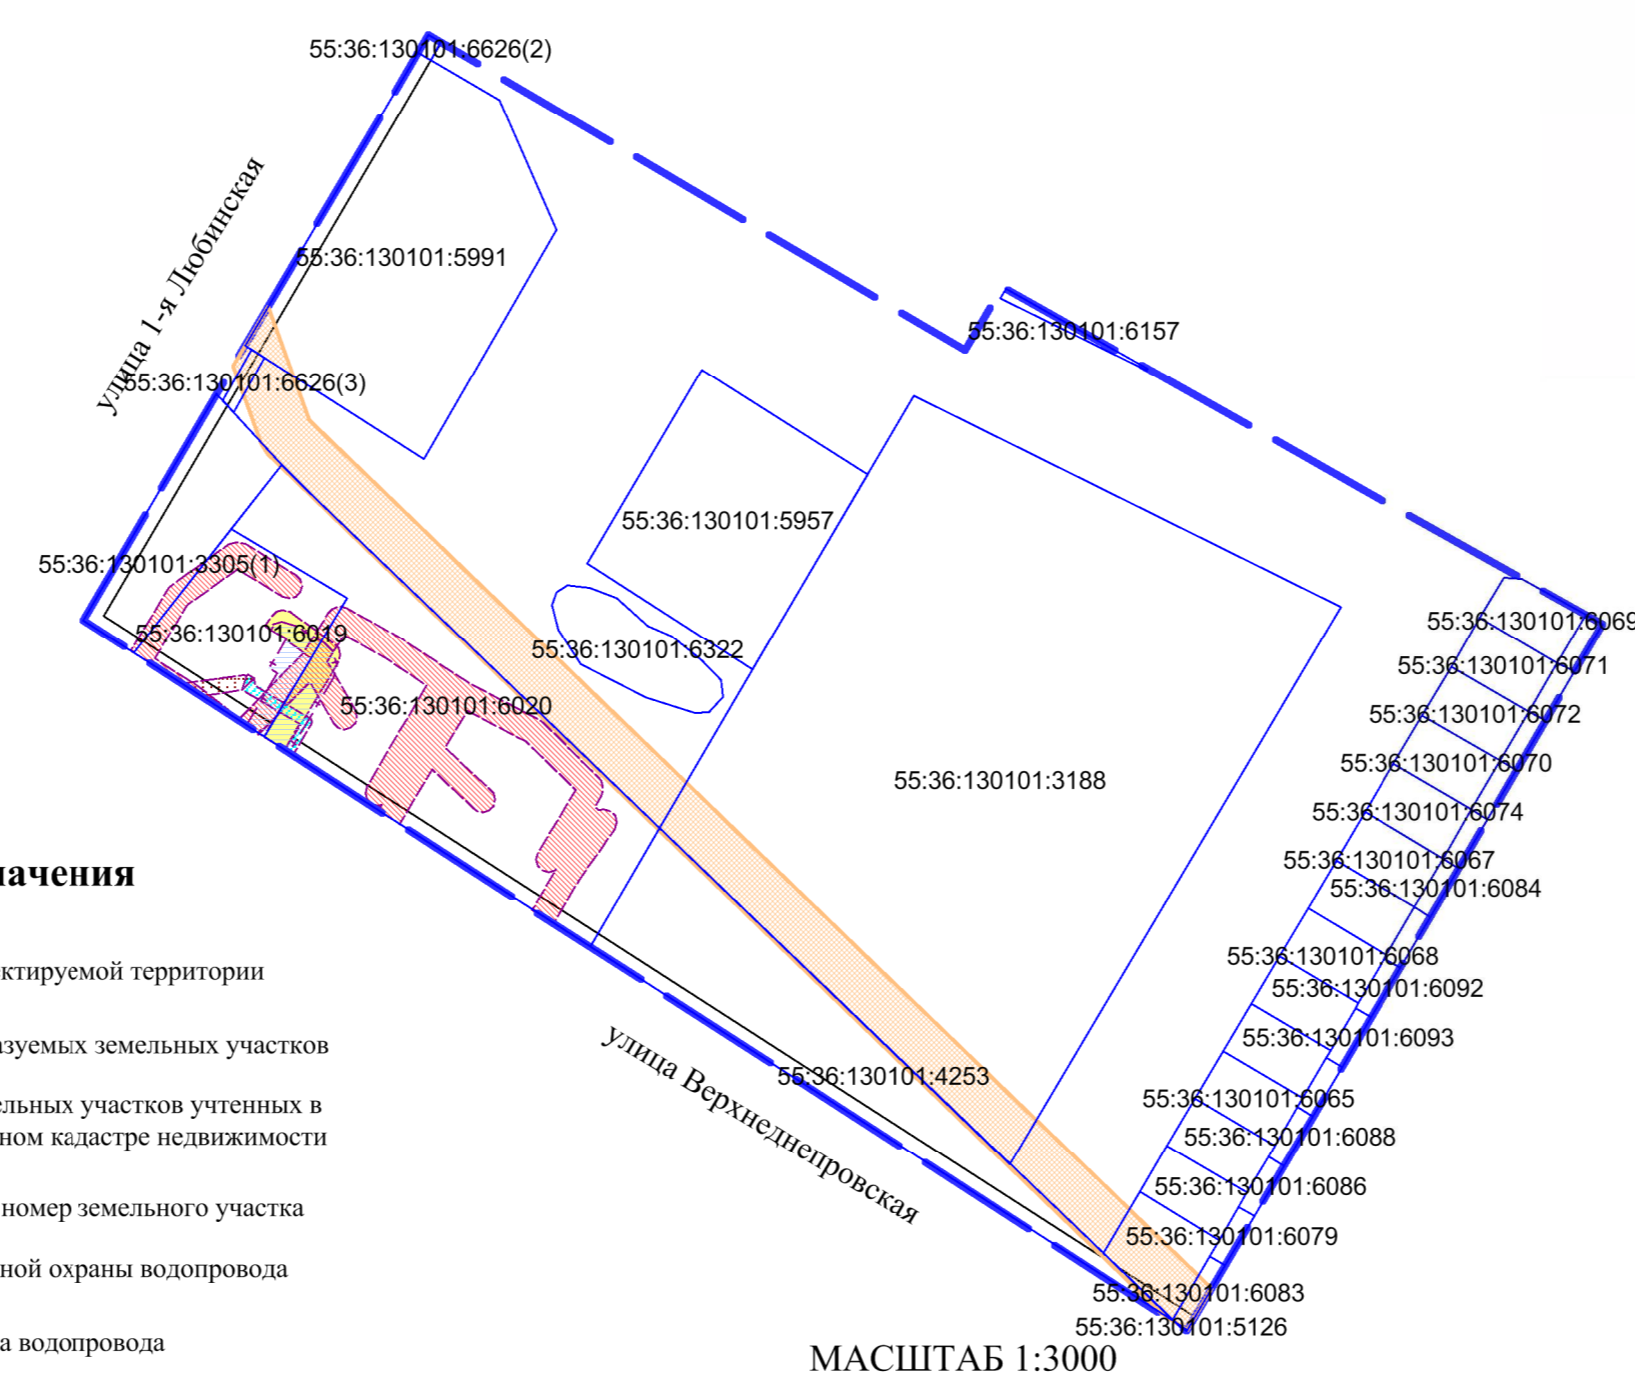 55:36:130101:6626(2)
улица 1-я Любинская
55:36:130101:5991
55:36:130101:6157
55:36:130101:6626(3)
55:36:130101:5957
55:36:130101:3305(1)
55:36:130101:6019
55:36:130101:6322
55:36:130101:6020
55:36:130101:3188
55:36:130101:6069
55:36:130101:6071
55:36:130101:6072
55:36:130101:6070
55:36:130101:6074
55:36:130101:6067
55:36:130101:6084
55:36:130101:6068
55:36:130101:6092
55:36:130101:6093
55:36:130101:4253
55:36:130101:6065
55:36:130101:6088
55:36:130101:6086
55:36:130101:6079
55:36:130101:6083
55:36:130101:5126
улица Верхнеднепровская
начения
ектируемой территории
азуемых земельных участков
ельных участков учтенных в
ном кадастре недвижимости
номер земельного участка
ной охраны водопровода
а водопровода
МАСШТАБ 1:3000